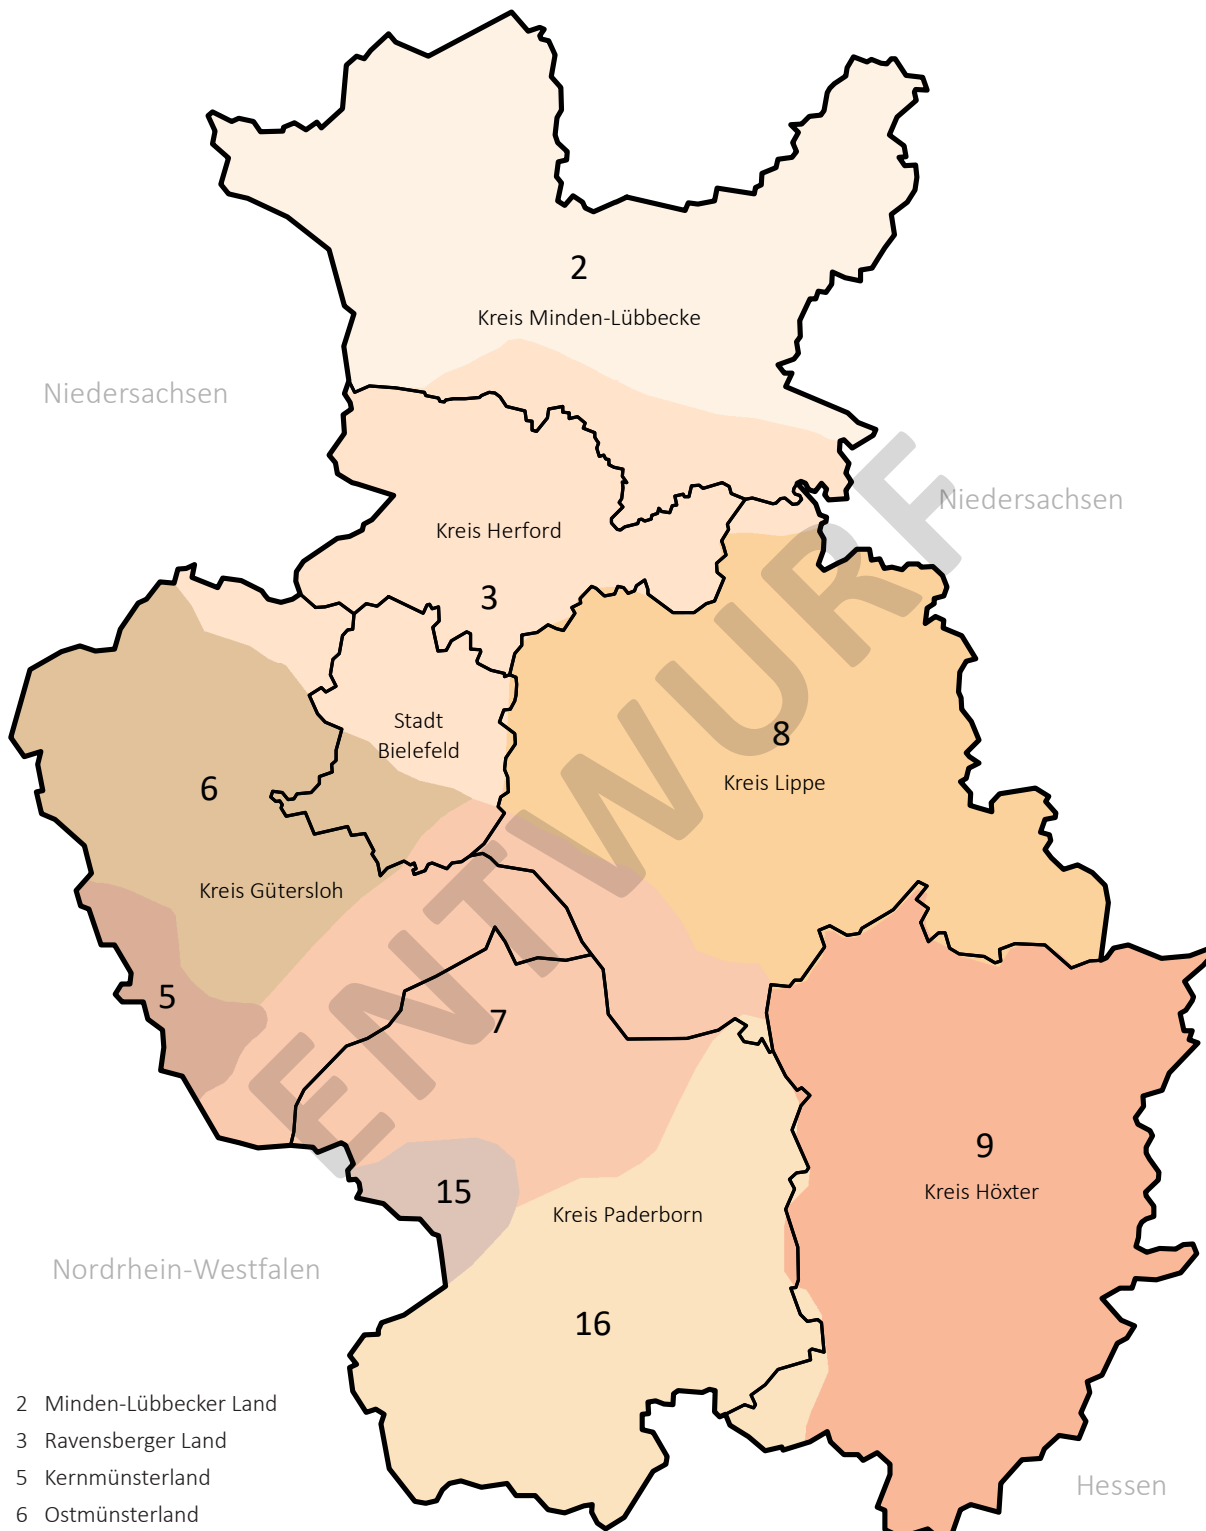 2
Kreis Minden-Lübbecke
Niedersachsen
Niedersachsen
Kreis Herford
3
Stadt
Bielefeld
8
Kreis Lippe
6
Kreis Gütersloh
5
7
9
Kreis Höxter
15
Kreis Paderborn
Nordrhein-Westfalen
16
ENTWURF
2 Minden-Lübbecker Land
3 Ravensberger Land
5 Kernmünsterland
6 Ostmünsterland
Hessen